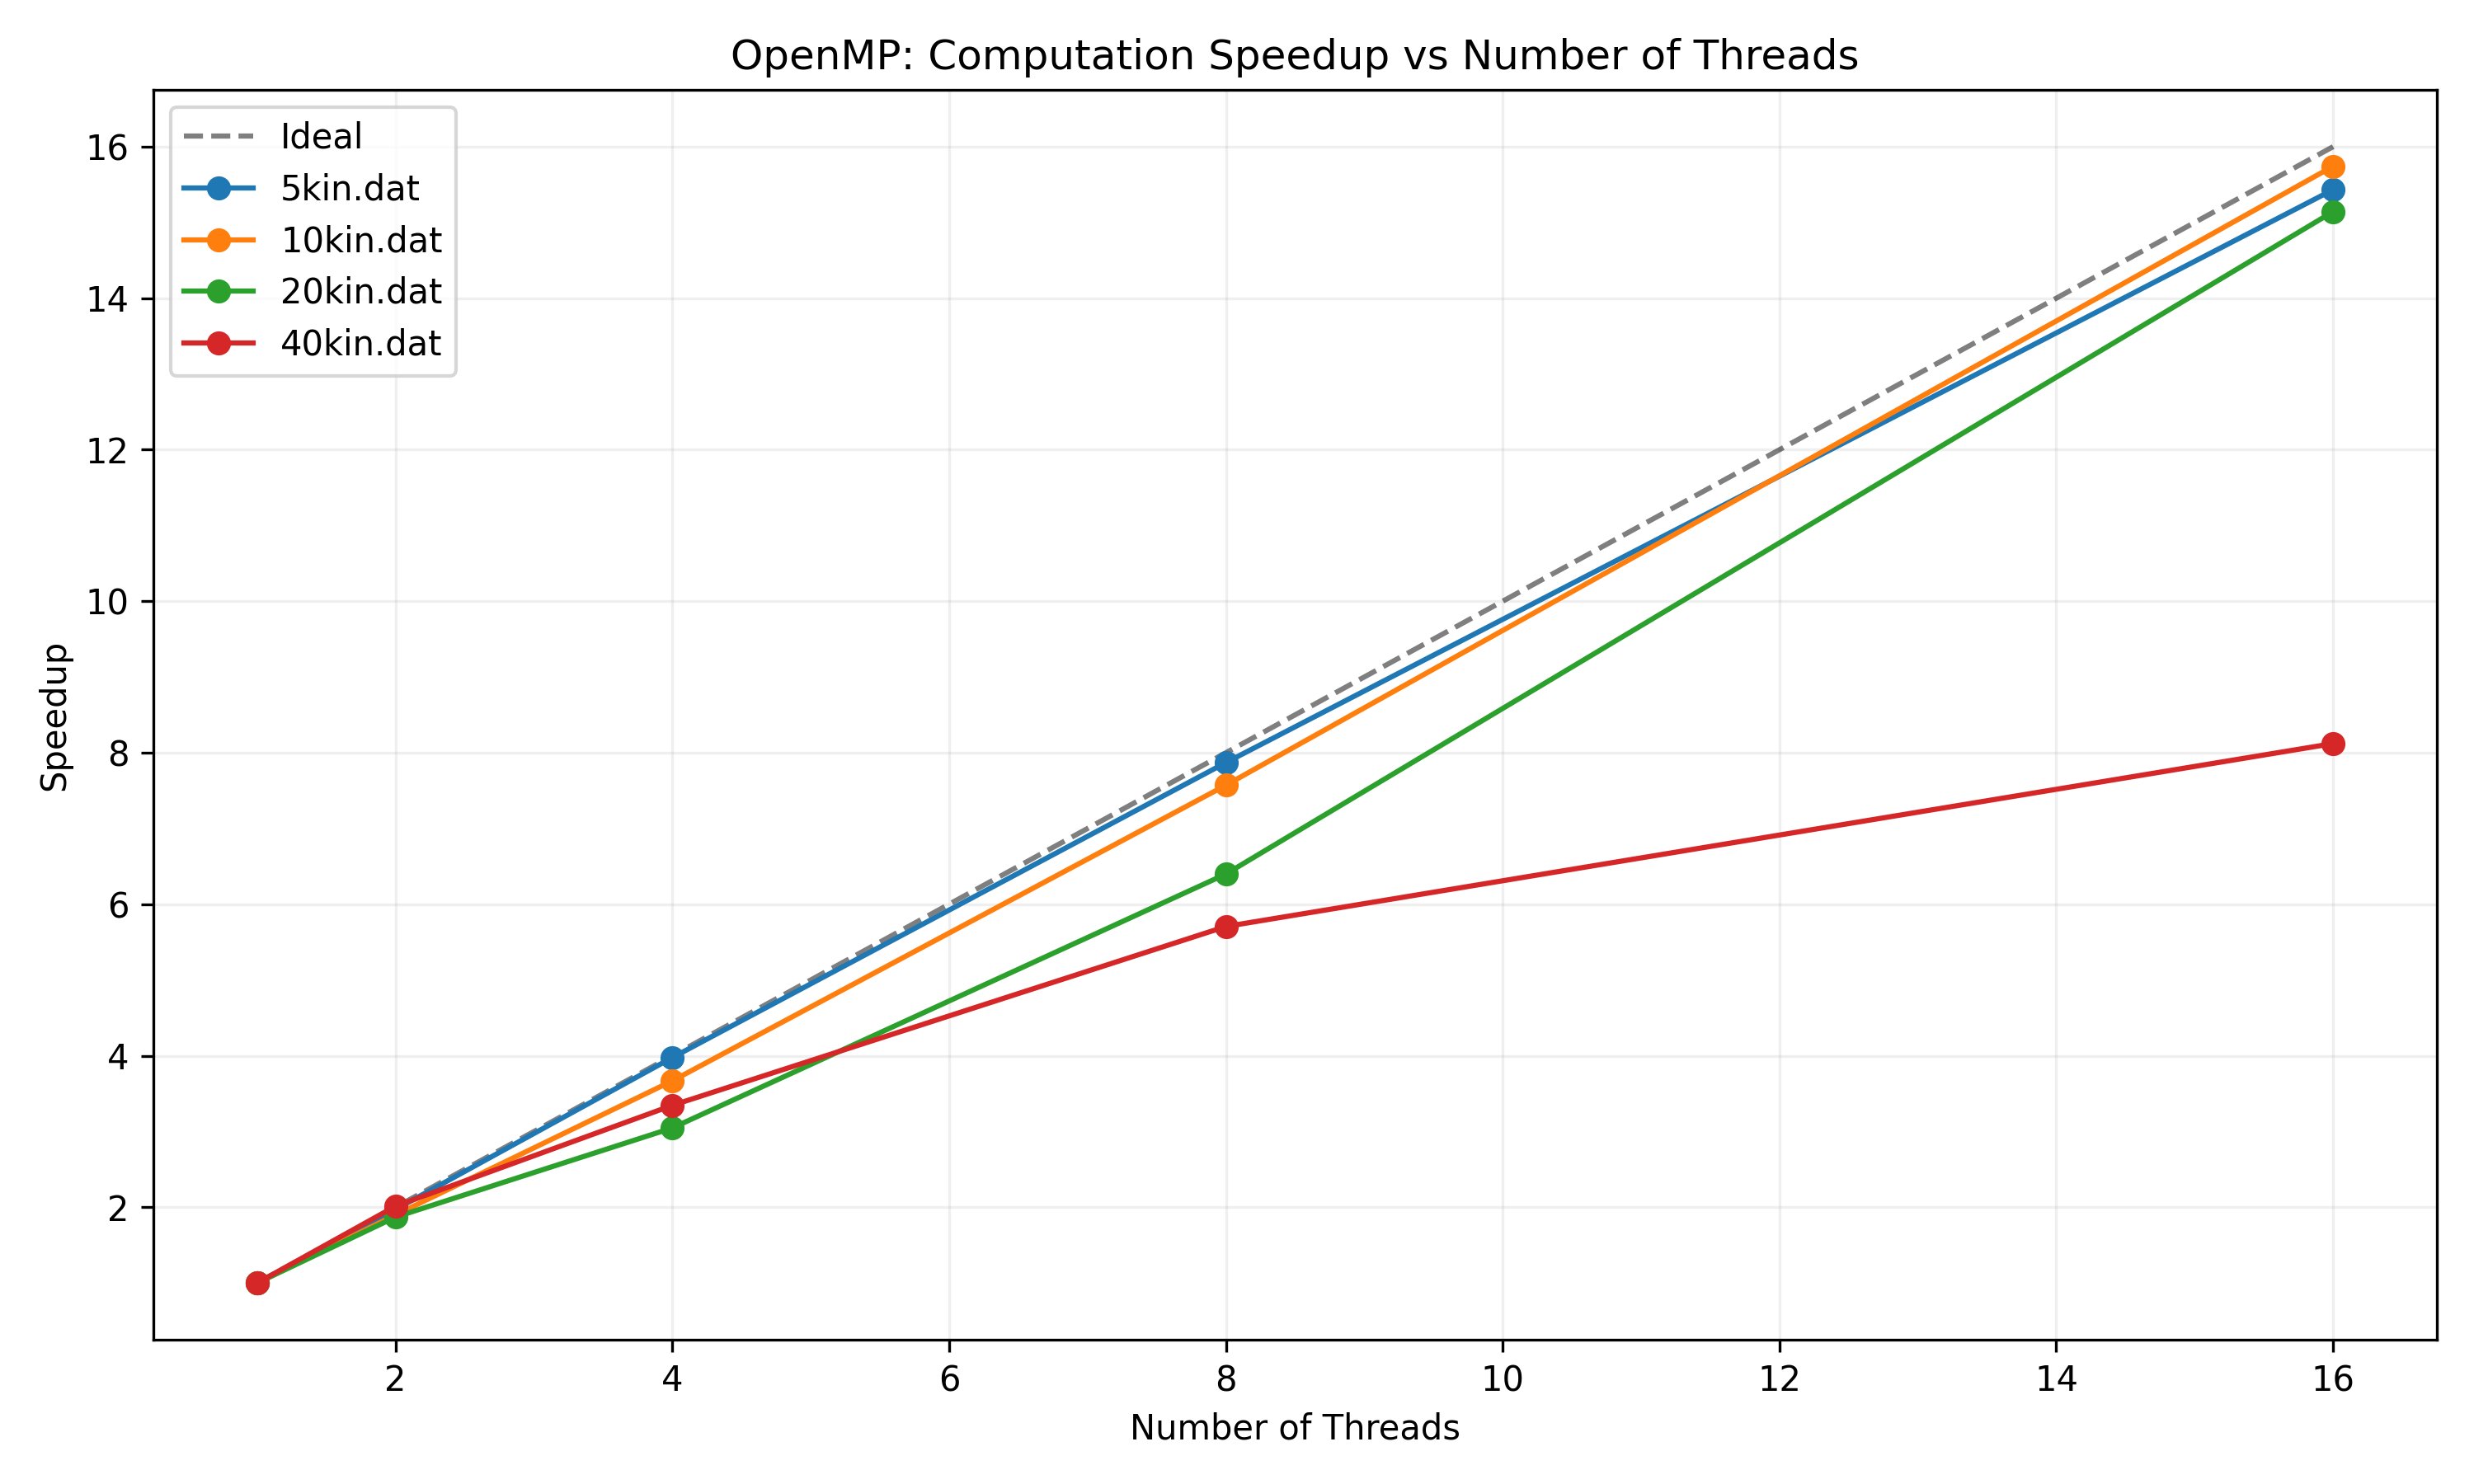 OpenMP: Computation Speedup vs Number of Threads
Ideal
5kin.dat
10kin.dat
20kin.dat
40kin.dat
16
14
12
10
8
6
4
2
Speedup
2 4 6 8 10 12 14 16
Number of Threads